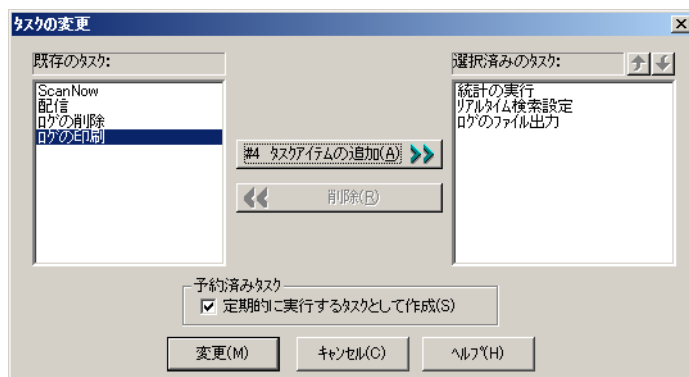 タスクの変更
既存のタスク:
選択済みのタスク:
ScanNow
配信
ログの削除
ログの印刷
統計の実行
リアルタイム検索設定
ログのファイル出力
#4 タスクアイテムの追加(A)
削除(R)
予約済みタスク
定期的に実行するタスクとして作成(S)
変更(M)
キャンセル(C)
ヘルプ(H)